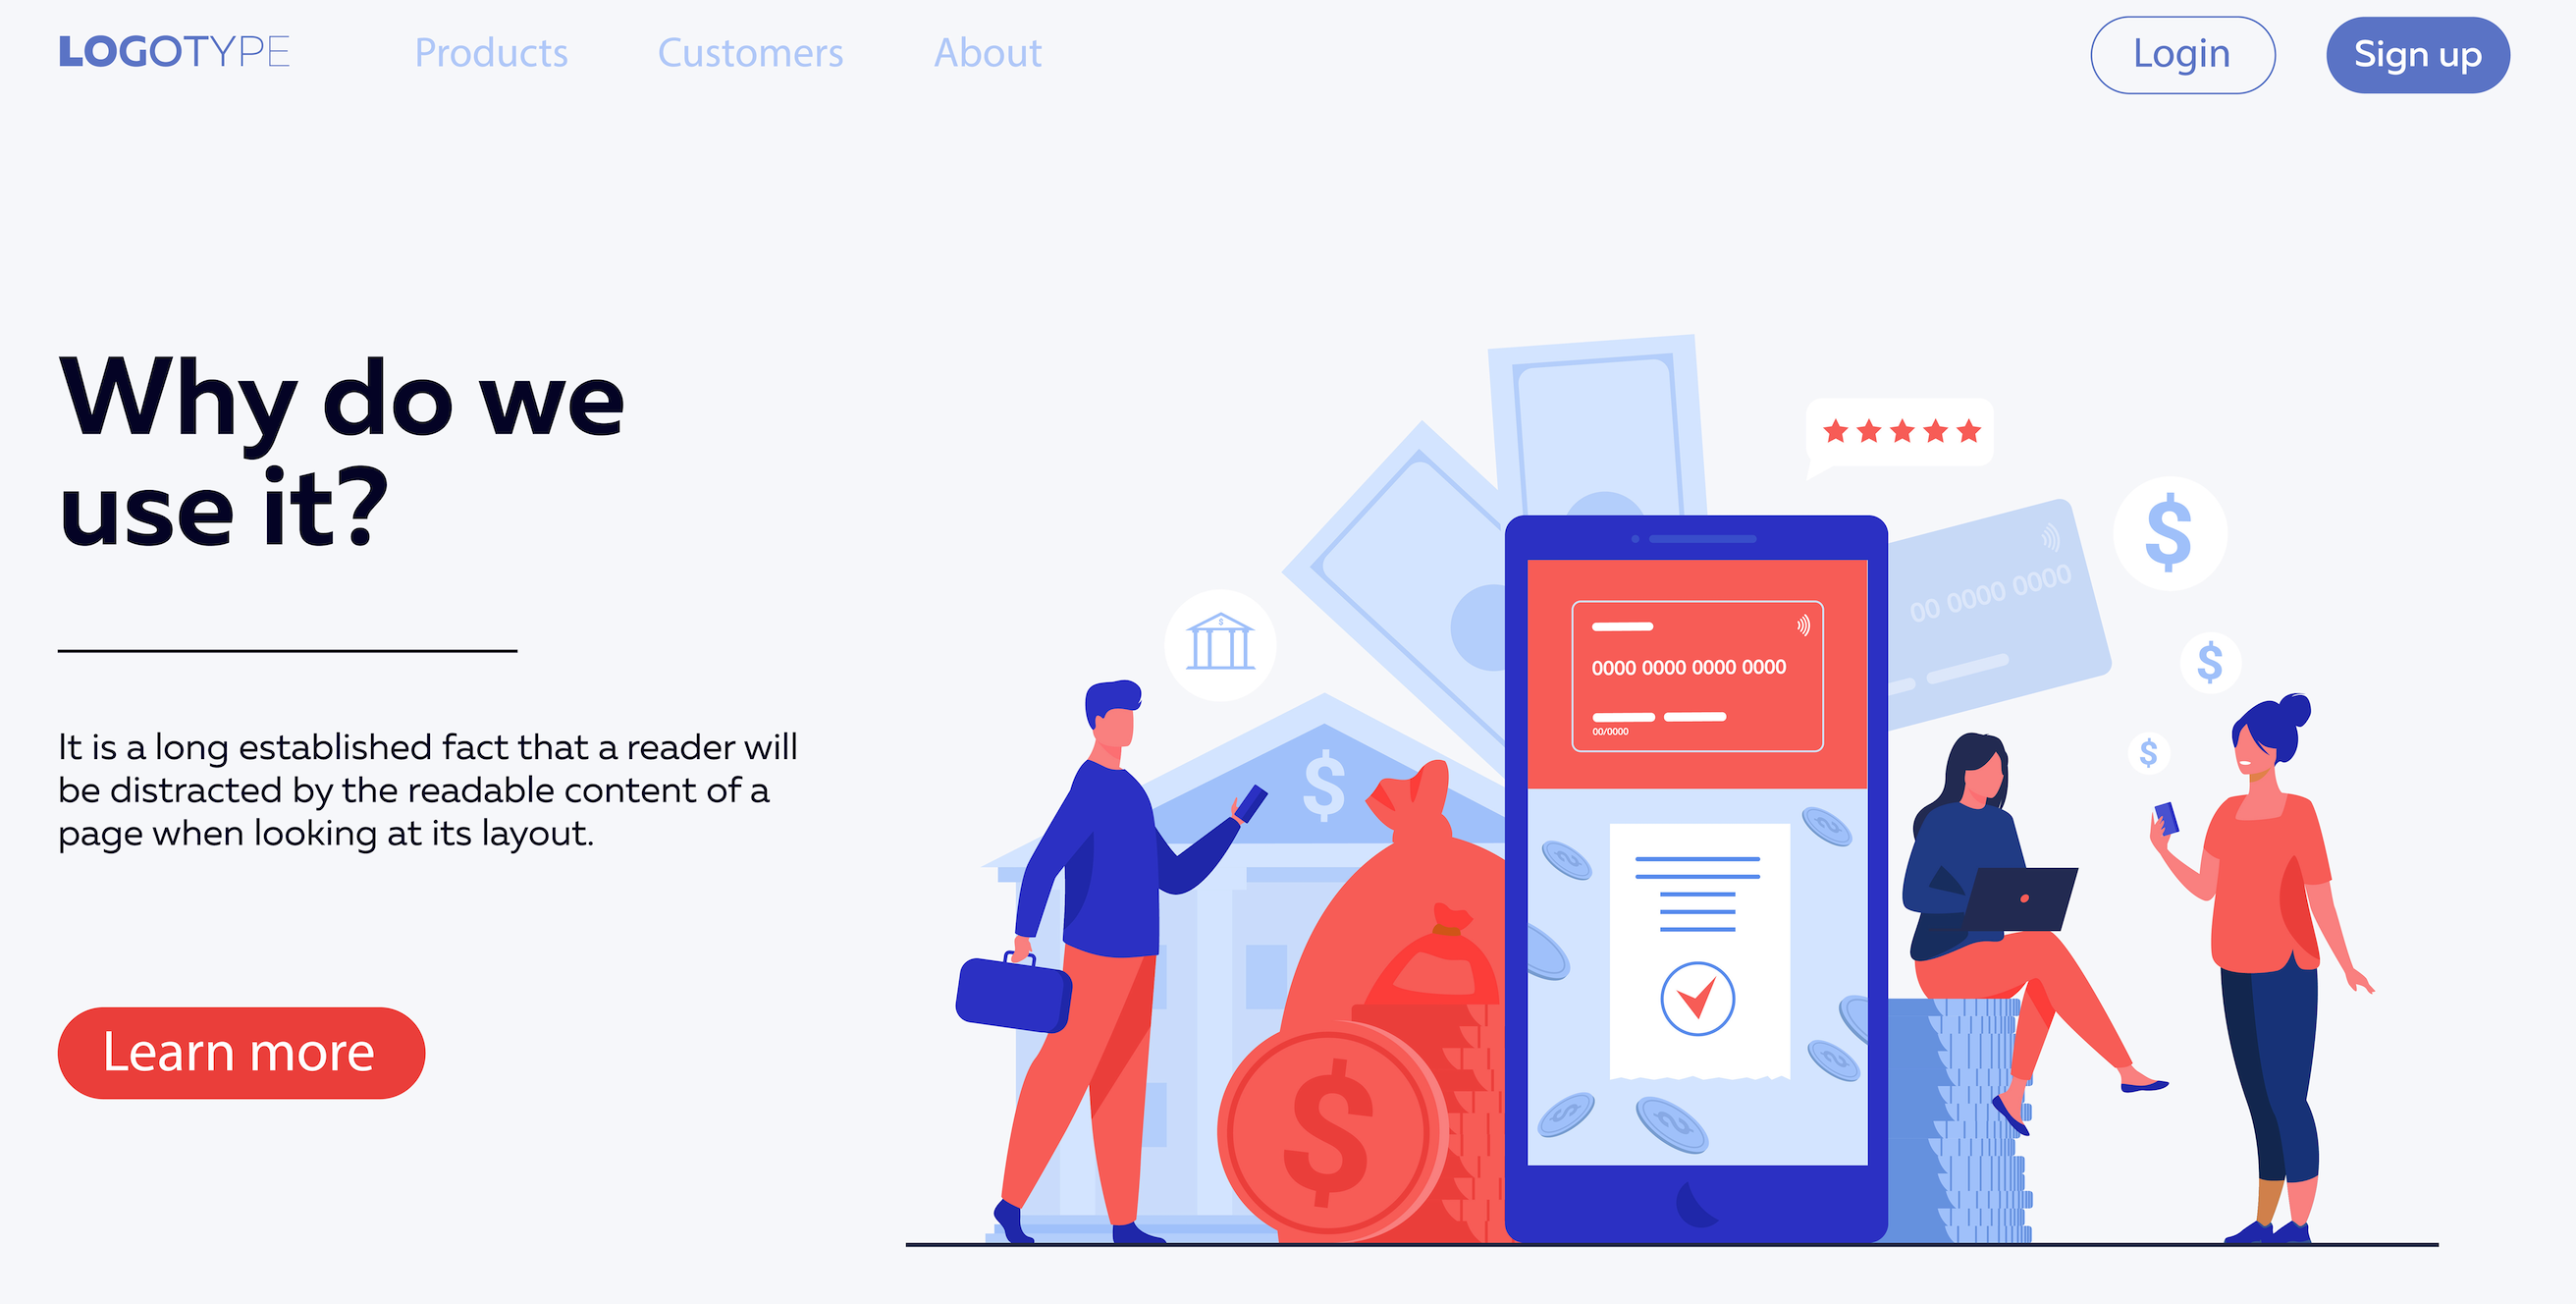 LOGOTYPE
Products
Customers
About
Login
Sign up
Why do we
use it?
It is a long established fact that a reader will
be distracted by the readable content of a
page when looking at its layout.
Learn more
$
00 0000 0000
$
0000 0000 0000 0000
00/0000
$
$
$
$